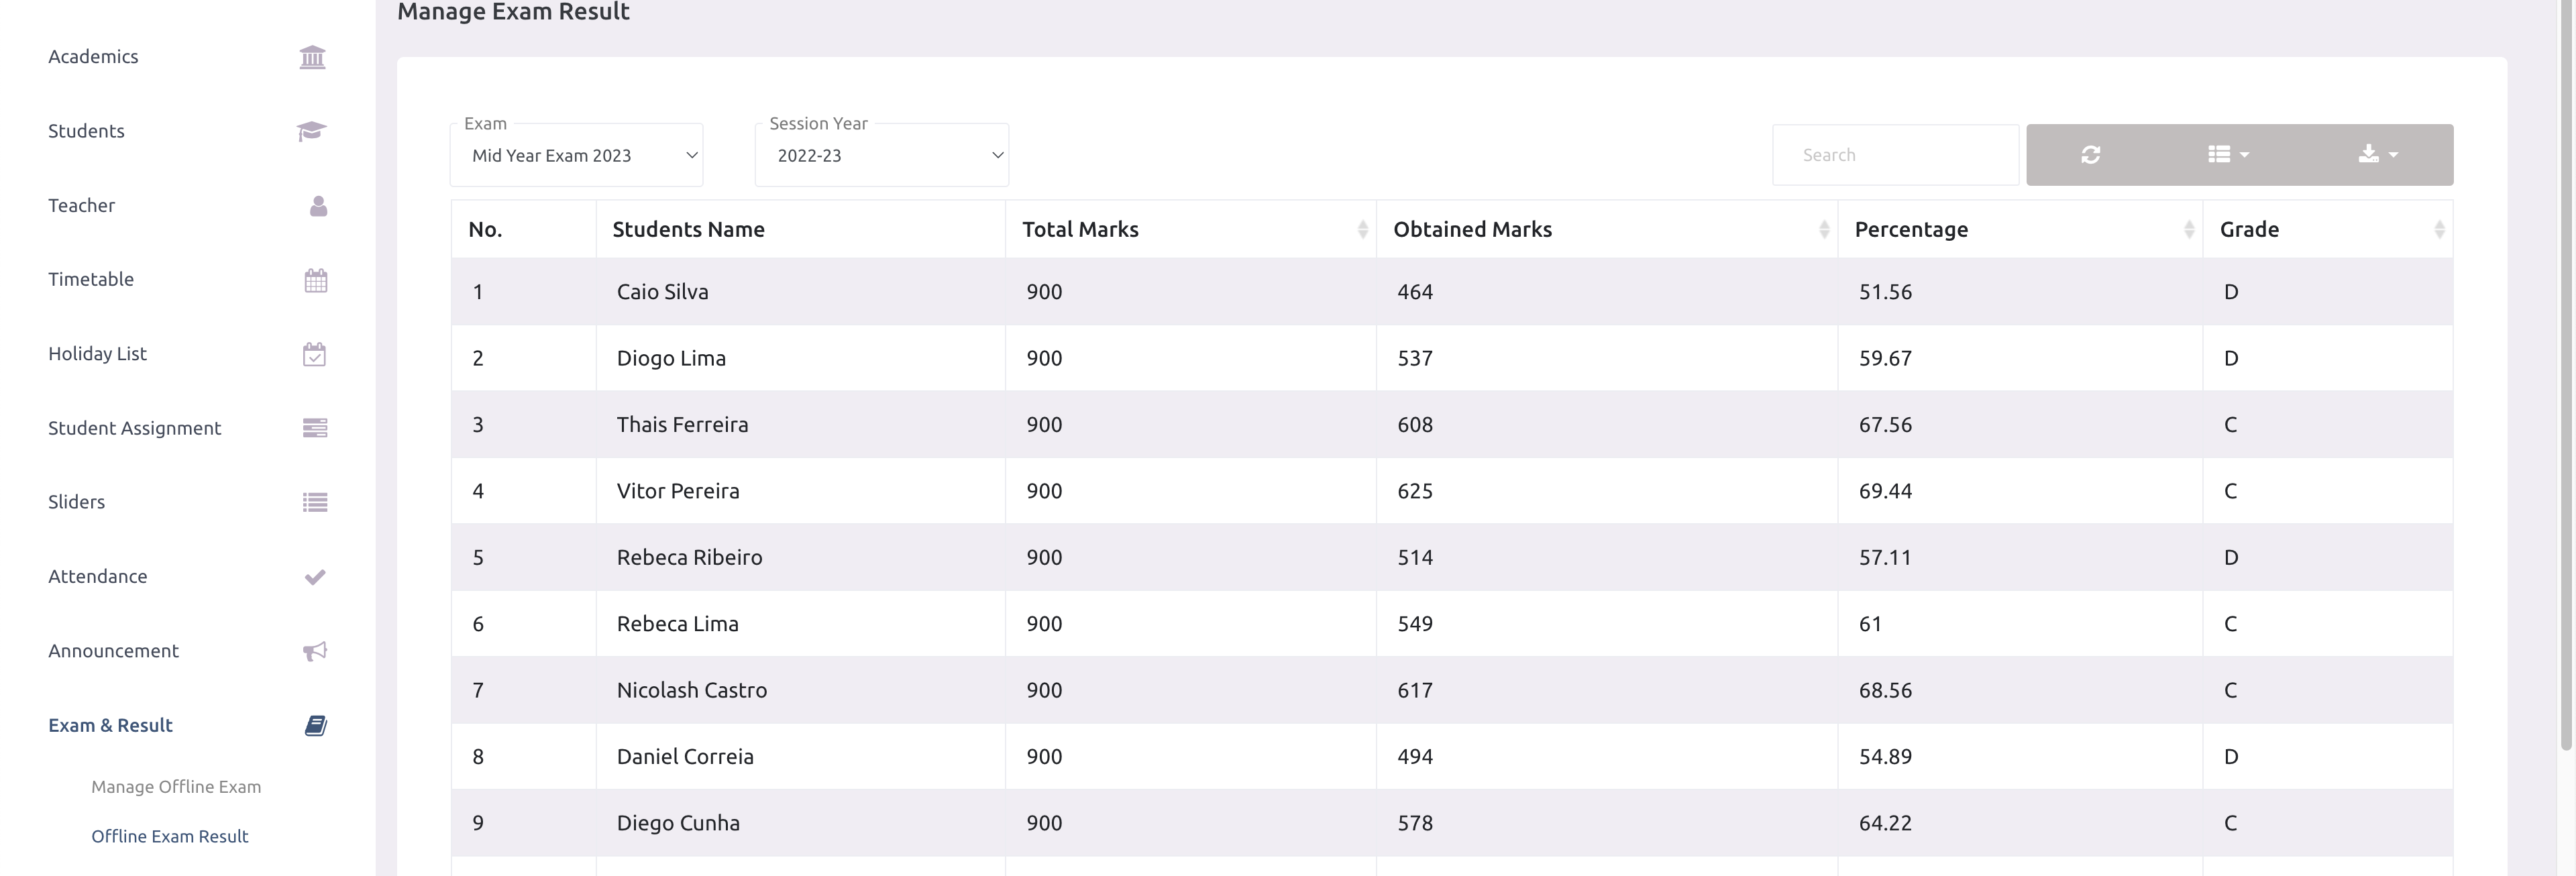 Manage Exam Result
Academics
Students
Teacher
Timetable
Holiday List
Student Assignment
Sliders
Attendance
Announcement
Exam & Result
Manage Offline Exam
Offline Exam Result
Exam
Mid Year Exam 2023
Session Year
2022-23
Search
No. Students Name Total Marks Obtained Marks Percentage Grade
1 Caio Silva 900 464 51.56 D
2 Diogo Lima 900 537 59.67 D
3 Thais Ferreira 900 608 67.56 C
4 Vitor Pereira 900 625 69.44 C
5 Rebeca Ribeiro 900 514 57.11 D
6 Rebeca Lima 900 549 61 C
7 Nicolash Castro 900 617 68.56 C
8 Daniel Correia 900 494 54.89 D
9 Diego Cunha 900 578 64.22 C